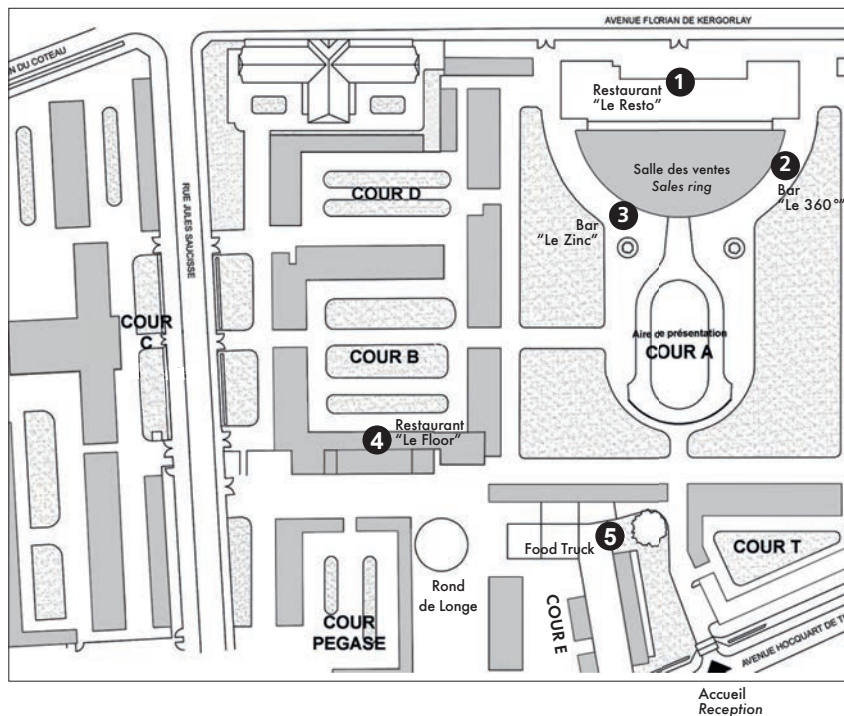 AVENUE FLORIAN DE KERGORLAY
N DU COTEAU
1
Restaurant
"Le Resto"
Salle des ventes
Sales ring
2
Bar
"Le 360°"
3
Bar
"Le Zinc"
RUE JULES SAUCISSE
COUR D
COUR
C
COUR B
Aire de présentation
COUR A
4
Restaurant
"Le Floor"
5
Food Truck
COUR T
Rond
de Longe
COUR E
COUR
PEGASE
AVENUE HOCQUART DE T
Accueil
Reception